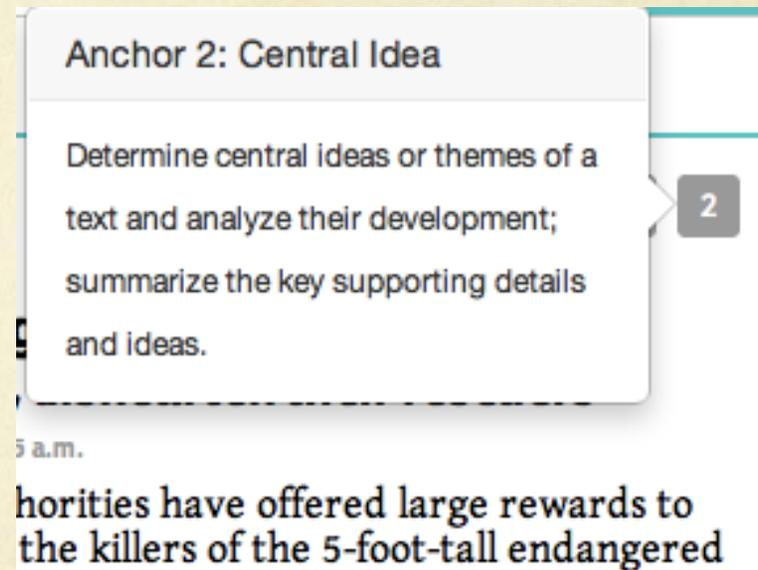 Anchor 2: Central Idea
Determine central ideas or themes of a
text and analyze their development;
2
summarize the key supporting details
and ideas.
5 a.m.
horities have offered large rewards to
the killers of the 5-foot-tall endangered